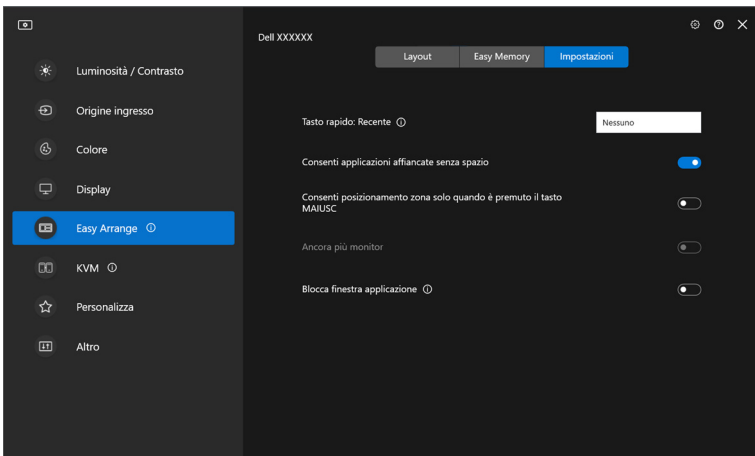 Dell XXXXXX
Layout
Easy Memory
Impostazioni
Luminosità / Contrasto
Origine ingresso
Colore
Display
Easy Arrange
KVM
Personalizza
Altro
Tasto rapido: Recente
Nessuno
Consenti applicazioni affiancate senza spazio
Consenti posizionamento zona solo quando è premuto il tasto
MAIUSC
Ancora più monitor
Blocca finestra applicazione